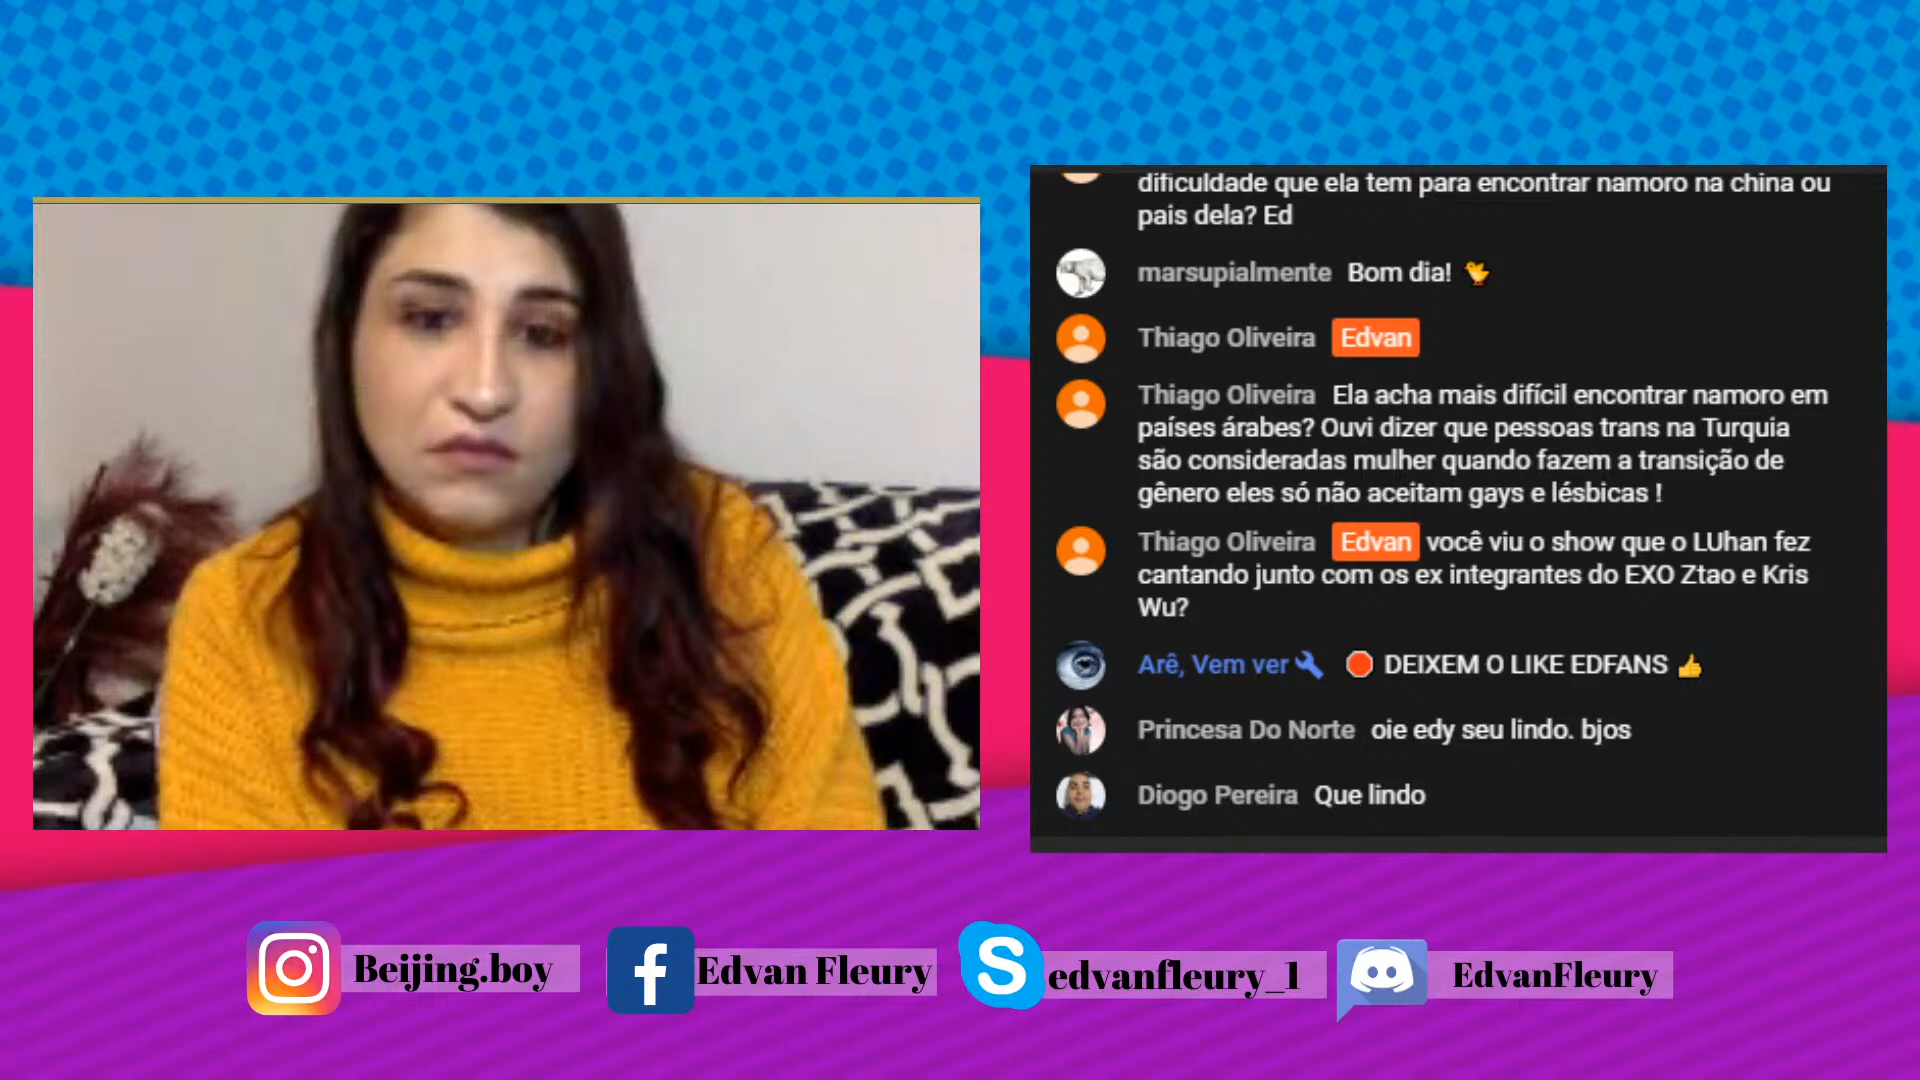 dificuldade que ela tem para encontrar namoro na china ou
pais dela? Ed
marsupialmente Bom dia! 🐤
Thiago Oliveira Edvan
Thiago Oliveira Ela acha mais difícil encontrar namoro em
países árabes? Ouvi dizer que pessoas trans na Turquia
são consideradas mulher quando fazem a transição de
gênero eles só não aceitam gays e lésbicas !
Thiago Oliveira Edvan você viu o show que o LUhan fez
cantando junto com os ex integrantes do EXO Ztao e Kris
Wu?
Arê, Vem ver 🔧 🛑 DEIXEM O LIKE EDFANS 👍
Princesa Do Norte oie edy seu lindo. bjos
Diogo Pereira Que lindo
Beijing.boy
Edvan Fleury
edvanfleury_1
EdvanFleury